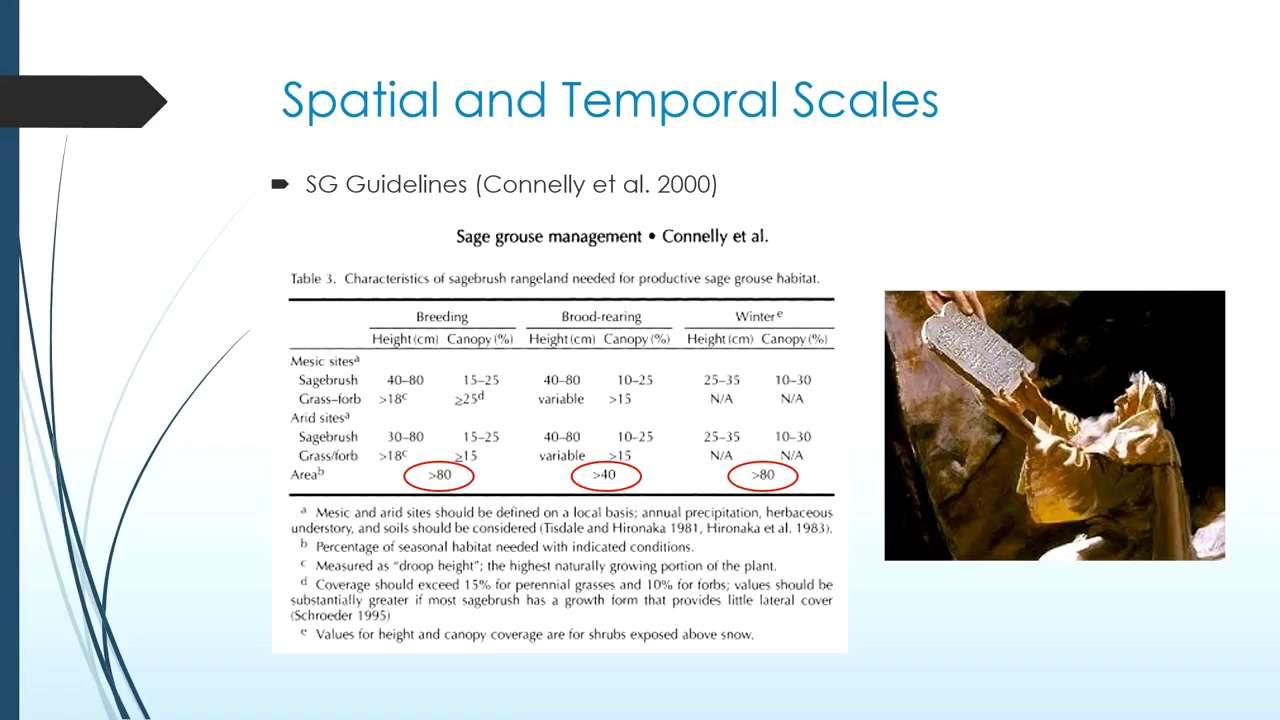 Spatial and Temporal Scales
SG Guidelines (Connelly et al. 2000)
Sage grouse management • Connelly et al.
Table 3. Characteristics of sagebrush rangeland needed for productive sage grouse habitat.
Breeding Brood-rearing Winterᵉ
Height(cm) Canopy(%) Height(cm) Canopy(%) Height(cm) Canopy(%)
Mesic sitesᵃ
Sagebrush 40–80 15–25 40–80 10–25 25–35 10–30
Grass–forb >18ᶜ ≥25ᵈ variable >15 N/A N/A
Arid sitesᵃ
Sagebrush 30–80 15–25 40–80 10–25 25–35 10–30
Grass/forb >18ᶜ ≥15 variable >15 N/A N/A
Areaᵇ >80 >40 >80
ᵃ Mesic and arid sites should be defined on a local basis; annual precipitation, herbaceous
understory, and soils should be considered (Tisdale and Hironaka 1981, Hironaka et al. 1983).
ᵇ Percentage of seasonal habitat needed with indicated conditions.
ᶜ Measured as “droop height”; the highest naturally growing portion of the plant.
ᵈ Coverage should exceed 15% for perennial grasses and 10% for forbs; values should be
substantially greater if most sagebrush has a growth form that provides little lateral cover
(Schroeder 1995)
ᵉ Values for height and canopy coverage are for shrubs exposed above snow.